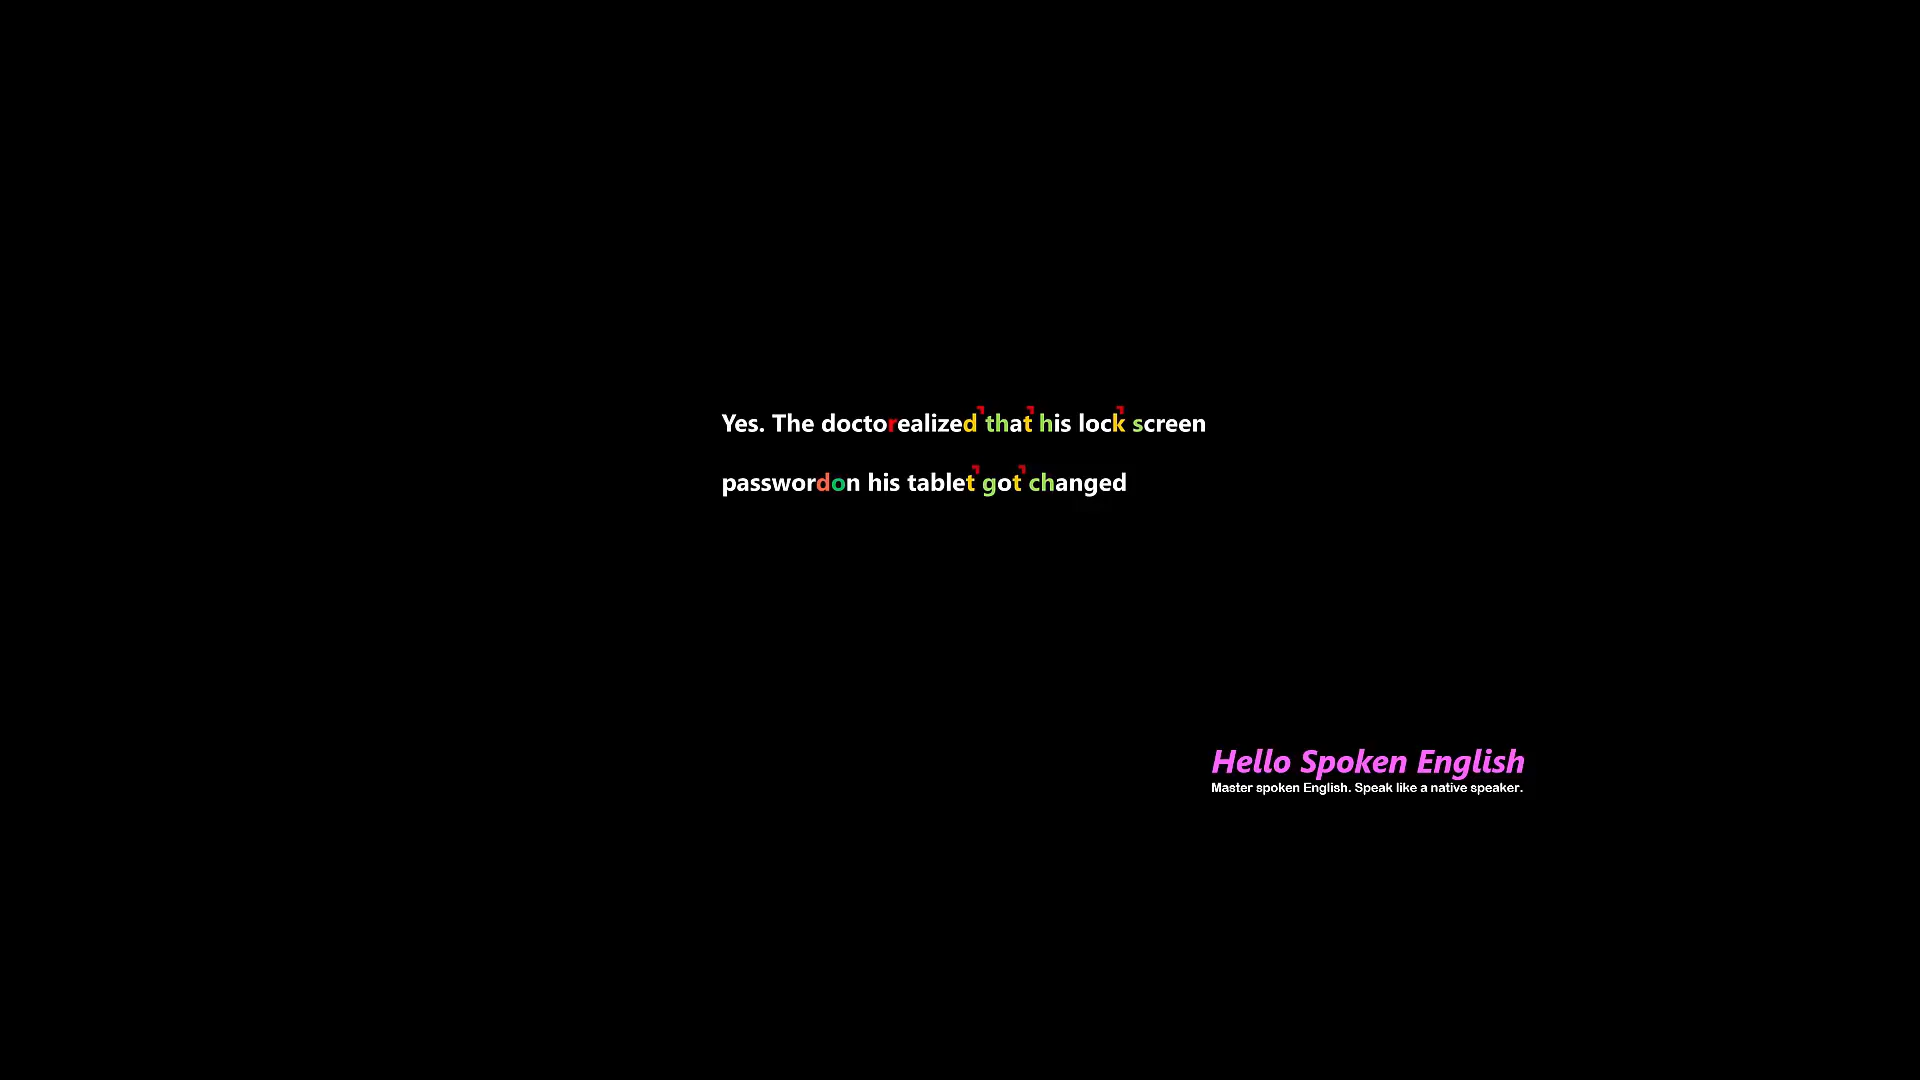 Yes. The doctorealized that his lock screen
passwordon his tablet got changed
Hello Spoken English
Master spoken English. Speak like a native speaker.